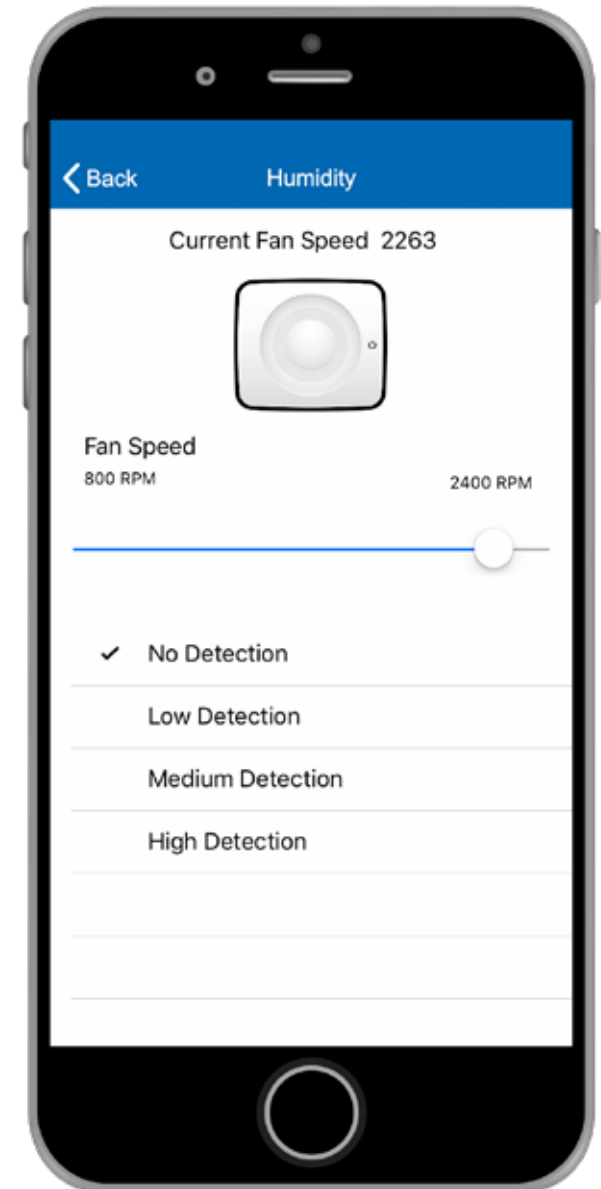 Back
Humidity
Current Fan Speed 2263
Fan Speed
800 RPM
2400 RPM
No Detection
Low Detection
Medium Detection
High Detection